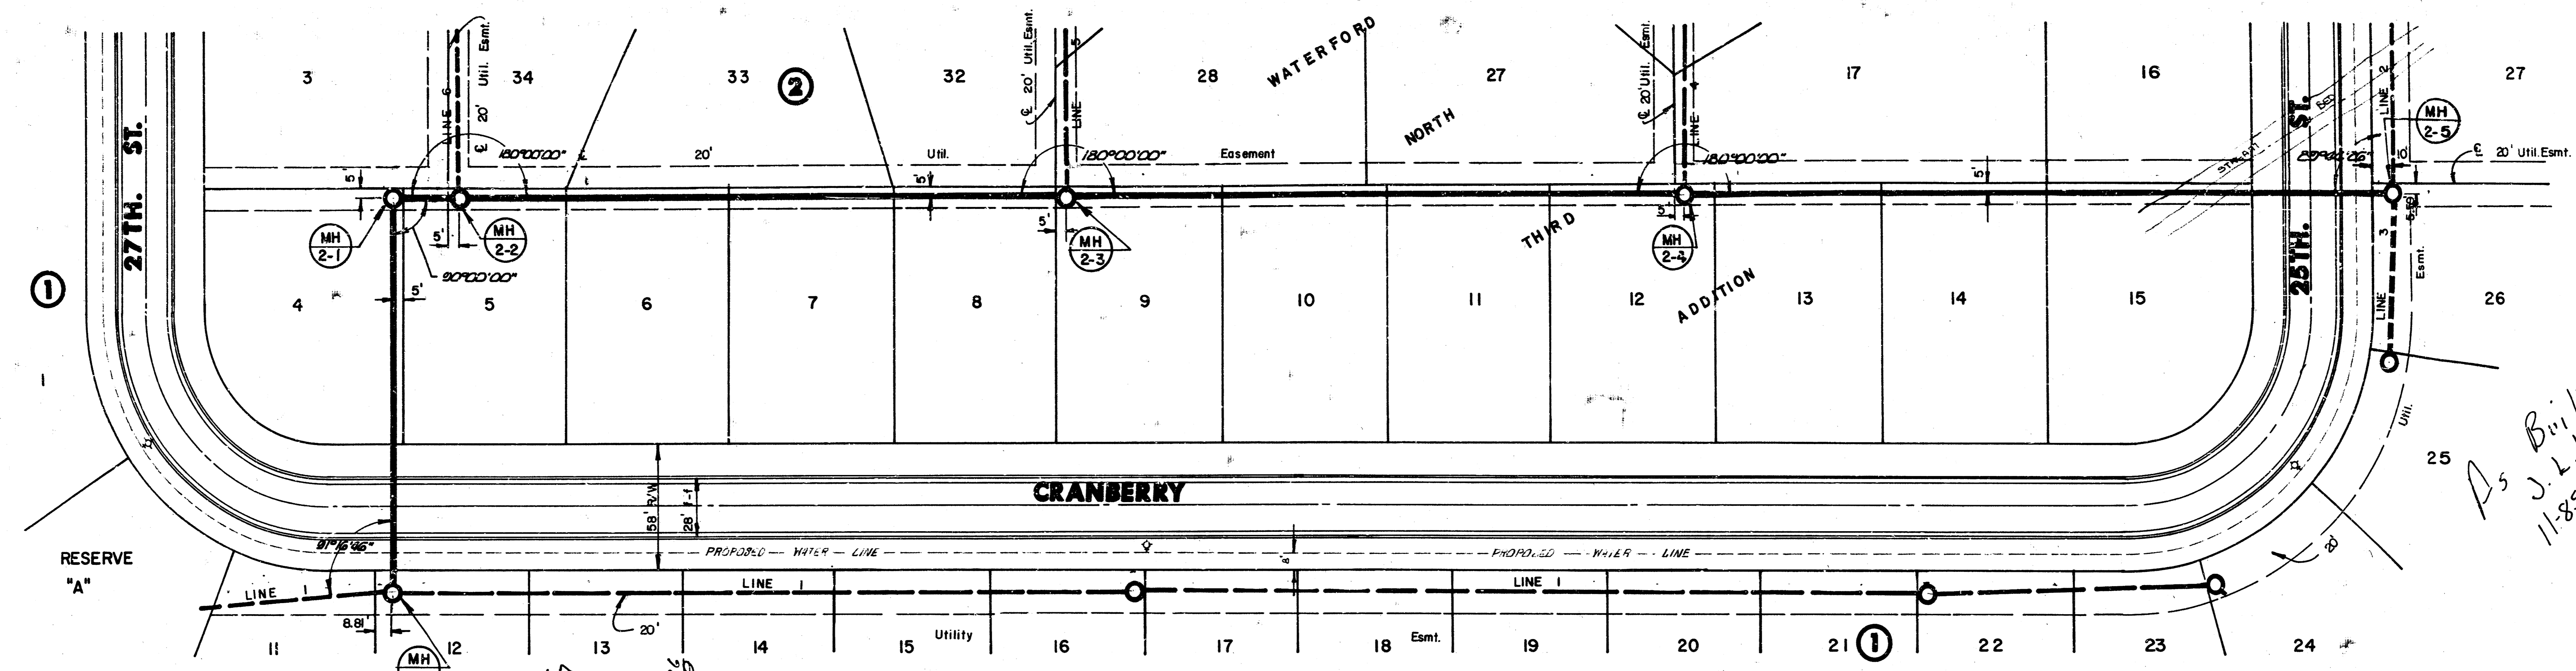 3
LINE 6
34
℄ 20' Util. Esmt.
33
2
32
℄ 20' Util. Esmt.
LINE 5
28
WATERFORD
27
℄ 20' Util. Esmt.
LINE 4
17
16
25TH. ST.
LINE 2
MH
2-5
27
27TH. ST.
180°00'00"
20'
Util.
180°00'00"
Easement
NORTH
180°00'00"
10'
℄ 20' Util. Esmt.
5'
5'
5'
MH
2-1
5'
MH
2-2
90°00'00"
5'
MH
2-3
THIRD
5'
MH
2-4
ADDITION
LINE 3
Esmt.
1
4
5'
5
6
7
8
9
10
11
12
13
14
15
26
1
Util.
25
As
J.L.
58' R/W
28' f-f
CRANBERRY
91°16'46"
PROPOSED WATER LINE
8'
PROPOSED WATER LINE
20'
RESERVE
"A"
LINE 1
LINE 1
LINE 1
8.81'
20'
Utility
Esmt.
11
12
13
14
15
16
17
18
19
20
21
1
22
23
24
MH